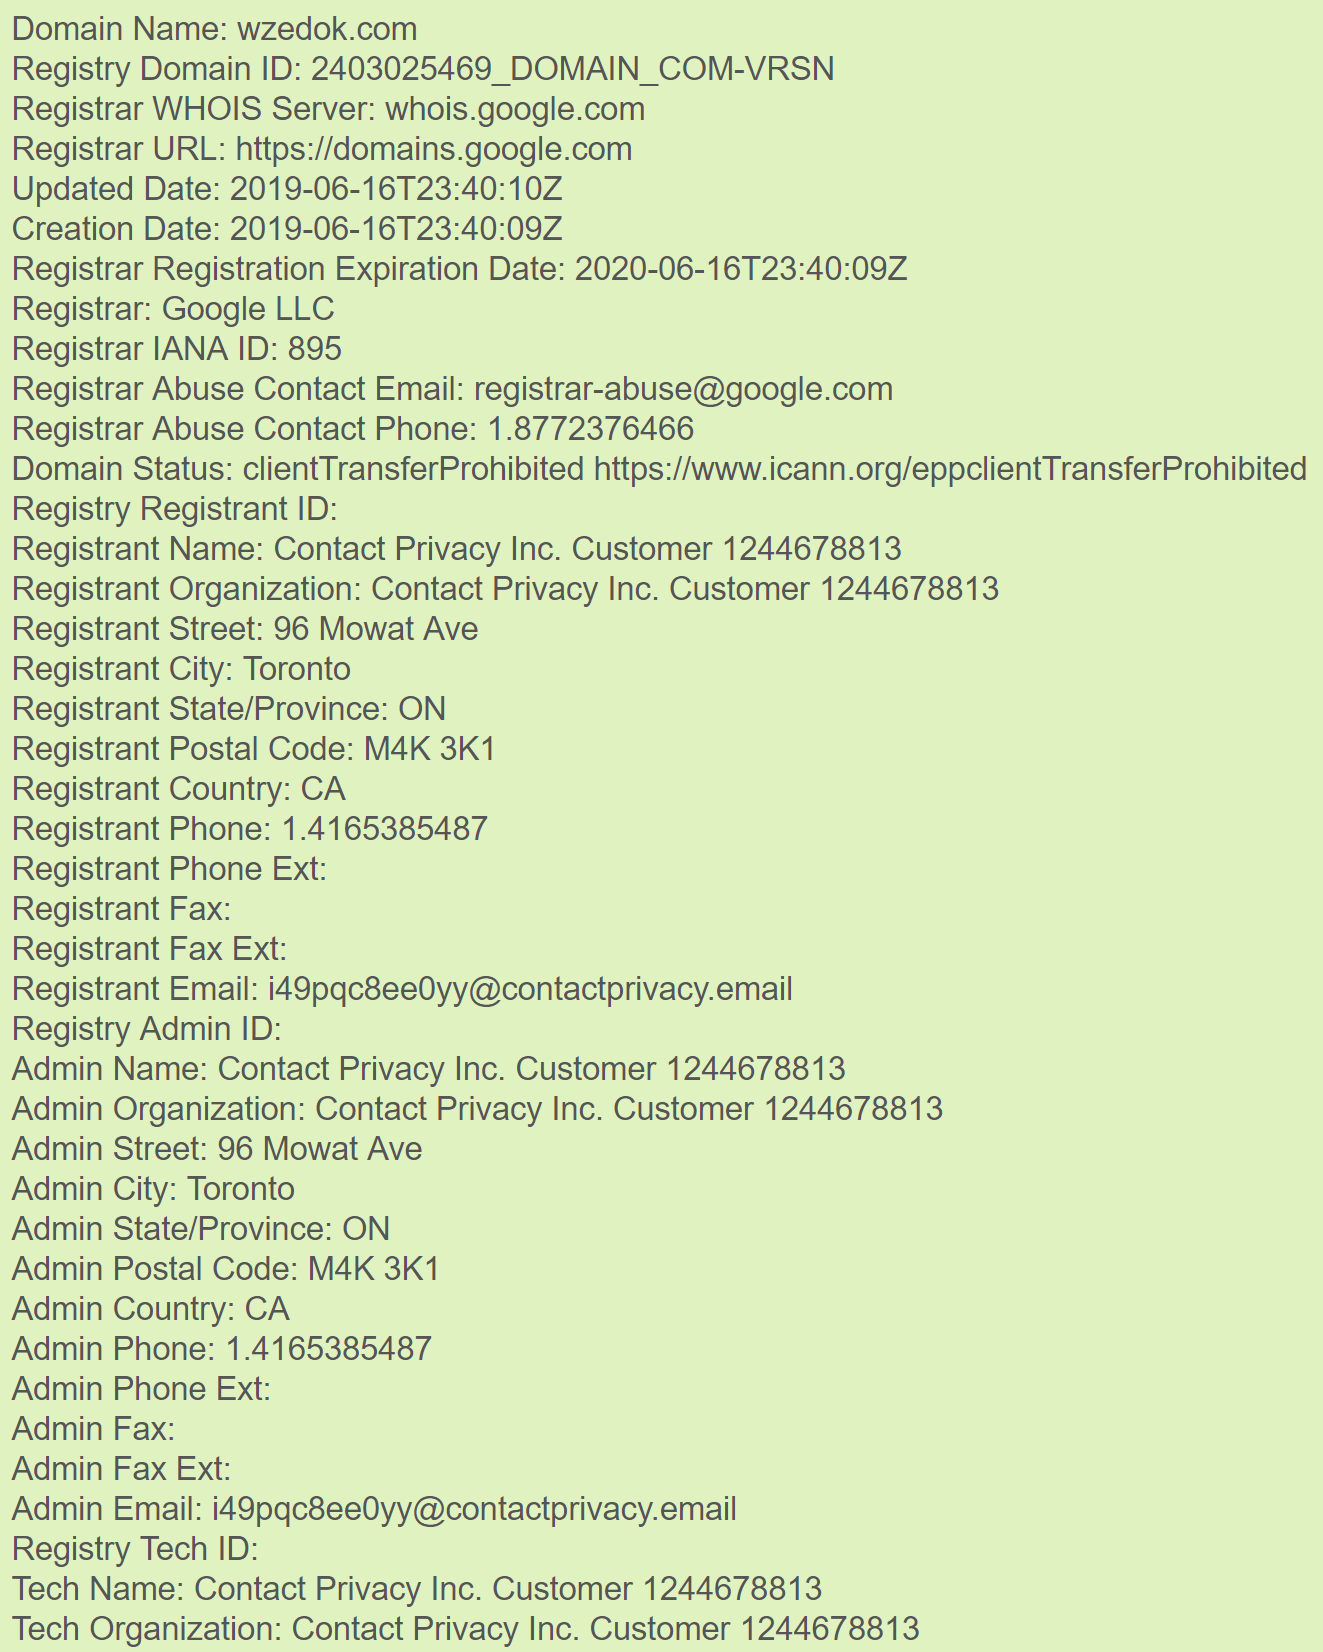 Domain Name: wzedok.com
Registry Domain ID: 2403025469_DOMAIN_COM-VRSN
Registrar WHOIS Server: whois.google.com
Registrar URL: https://domains.google.com
Updated Date: 2019-06-16T23:40:10Z
Creation Date: 2019-06-16T23:40:09Z
Registrar Registration Expiration Date: 2020-06-16T23:40:09Z
Registrar: Google LLC
Registrar IANA ID: 895
Registrar Abuse Contact Email: registrar-abuse@google.com
Registrar Abuse Contact Phone: 1.8772376466
Domain Status: clientTransferProhibited https://www.icann.org/eppclientTransferProhibited
Registry Registrant ID:
Registrant Name: Contact Privacy Inc. Customer 1244678813
Registrant Organization: Contact Privacy Inc. Customer 1244678813
Registrant Street: 96 Mowat Ave
Registrant City: Toronto
Registrant State/Province: ON
Registrant Postal Code: M4K 3K1
Registrant Country: CA
Registrant Phone: 1.4165385487
Registrant Phone Ext:
Registrant Fax:
Registrant Fax Ext:
Registrant Email: i49pqc8ee0yy@contactprivacy.email
Registry Admin ID:
Admin Name: Contact Privacy Inc. Customer 1244678813
Admin Organization: Contact Privacy Inc. Customer 1244678813
Admin Street: 96 Mowat Ave
Admin City: Toronto
Admin State/Province: ON
Admin Postal Code: M4K 3K1
Admin Country: CA
Admin Phone: 1.4165385487
Admin Phone Ext:
Admin Fax:
Admin Fax Ext:
Admin Email: i49pqc8ee0yy@contactprivacy.email
Registry Tech ID:
Tech Name: Contact Privacy Inc. Customer 1244678813
Tech Organization: Contact Privacy Inc. Customer 1244678813